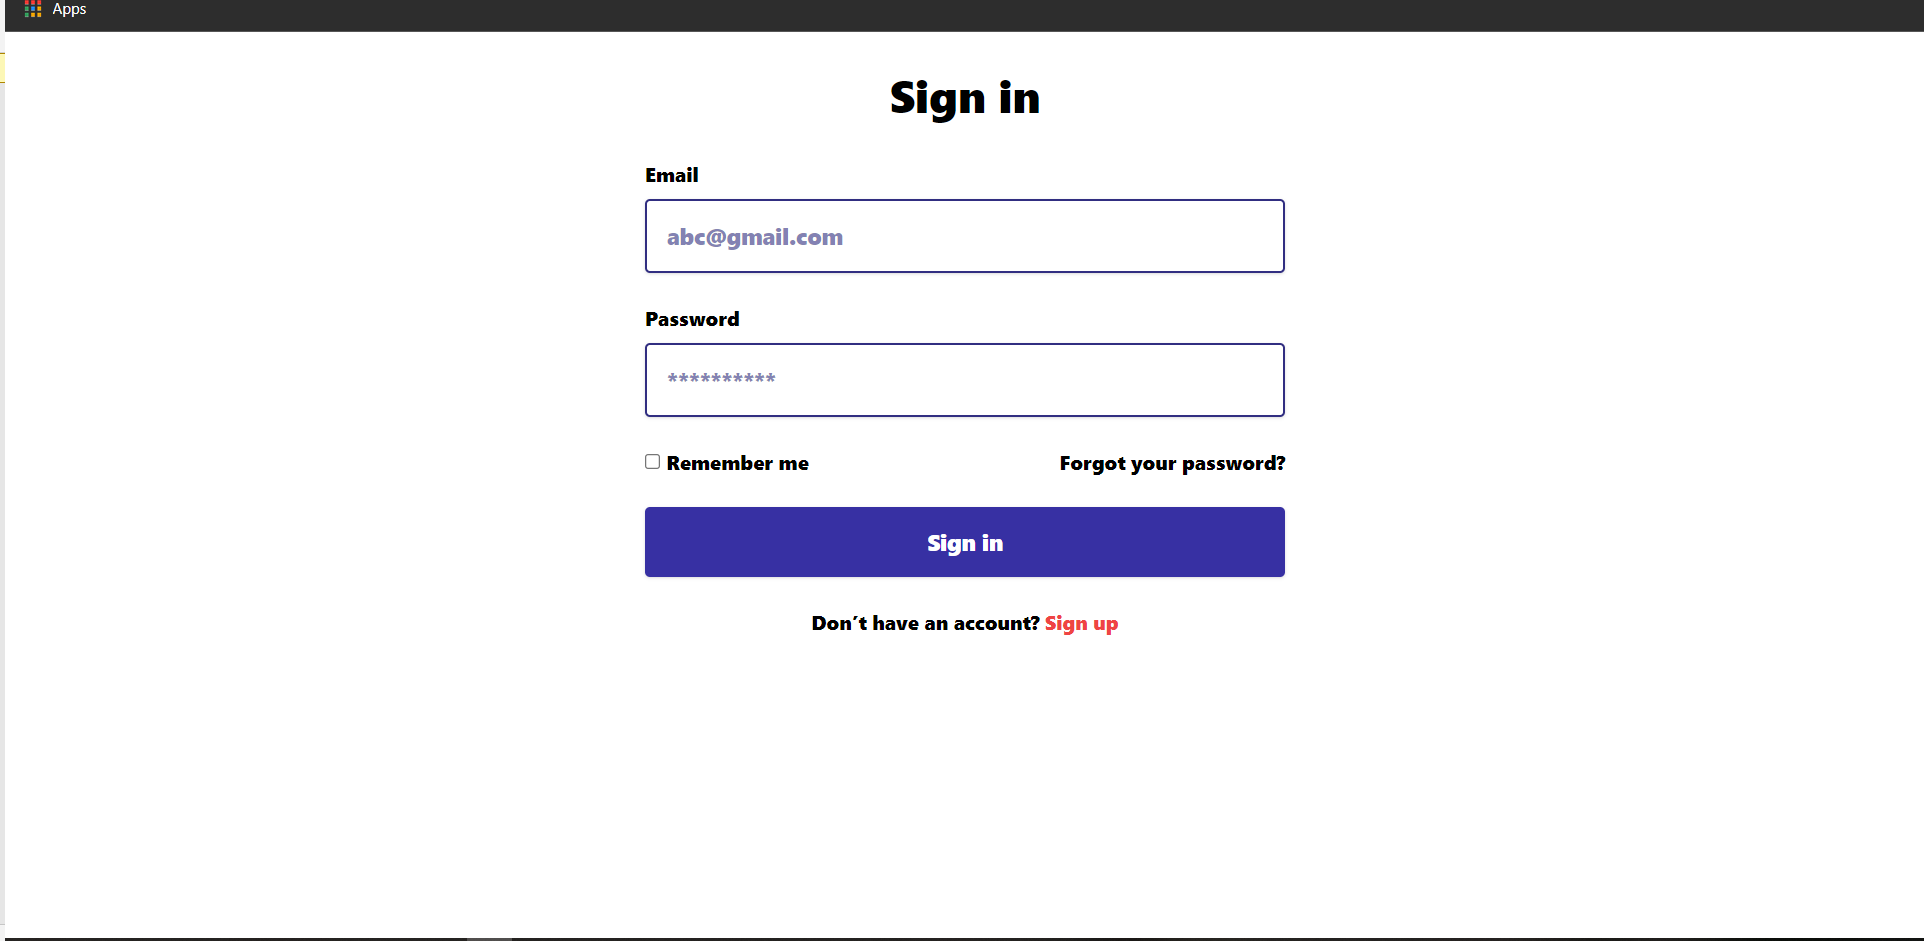 Apps
Sign in
Email
abc@gmail.com
Password
**********
Remember me
Forgot your password?
Sign in
Don't have an account? Sign up